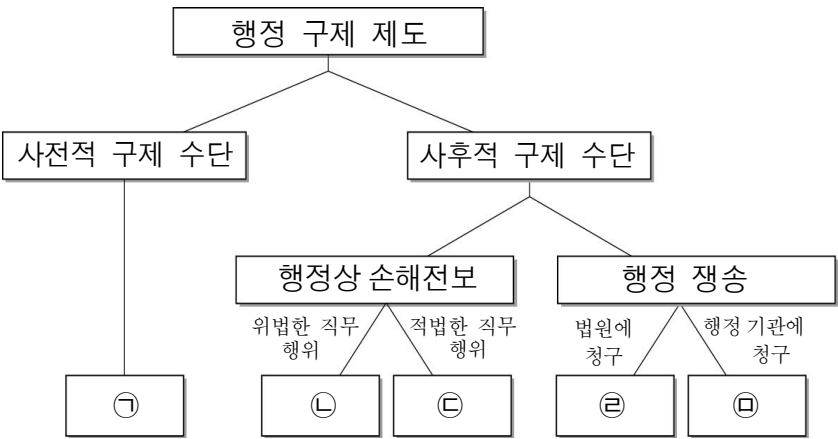 행정 구제 제도
사전적 구제 수단
사후적 구제 수단
행정상 손해전보
행정 쟁송
위법한 직무
행위
적법한 직무
행위
법원에
청구
행정 기관에
청구
㉠
㉡
㉢
㉣
㉤